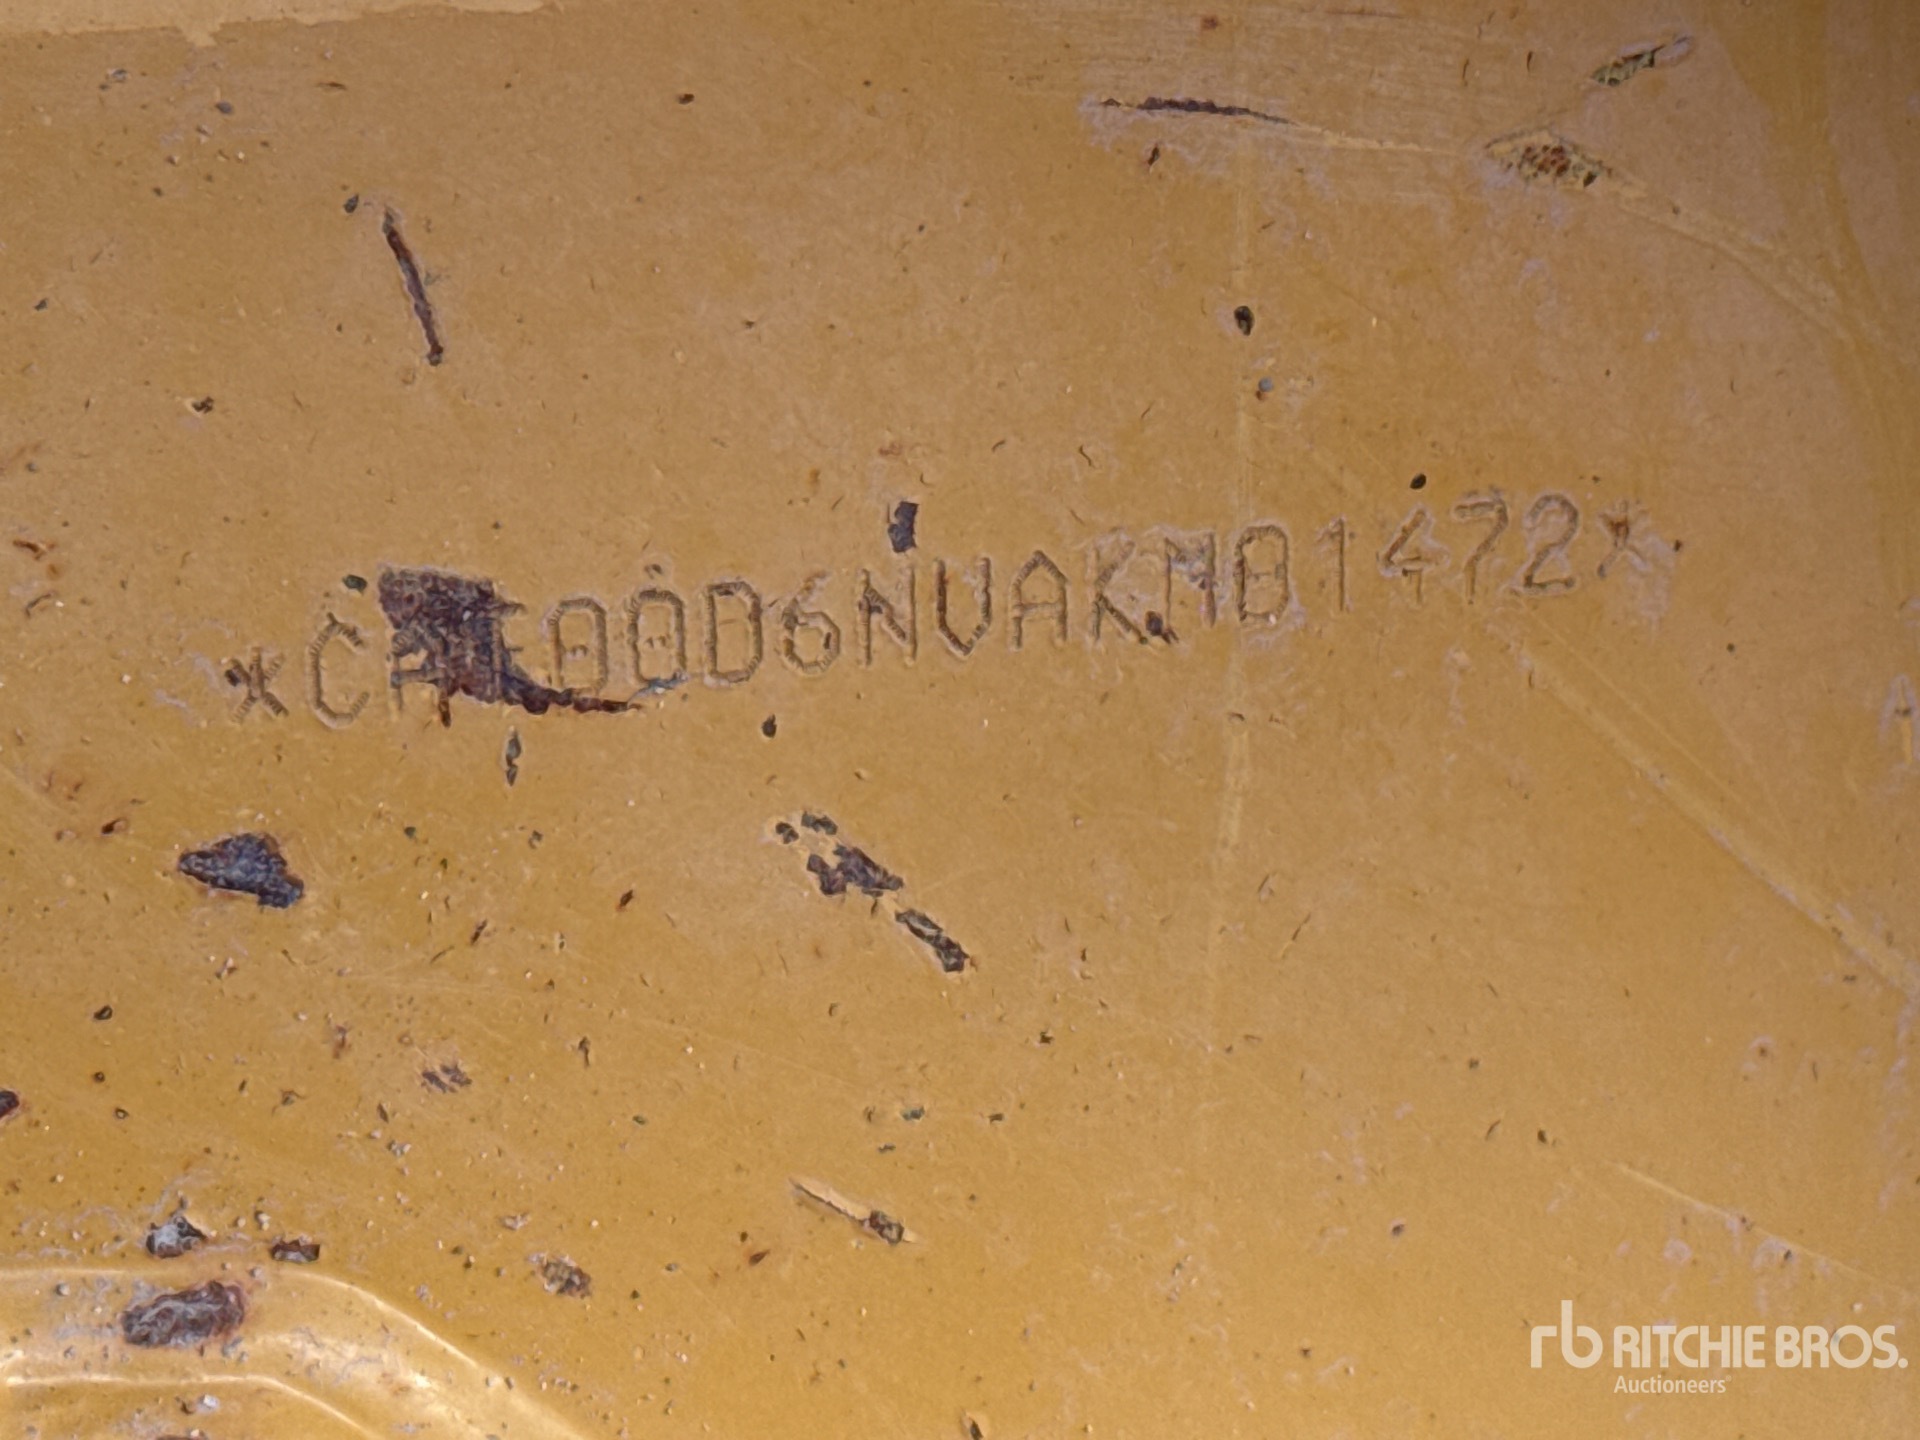 *CAT00D6NVAKM01472*
rb RITCHIE BROS.
Auctioneers